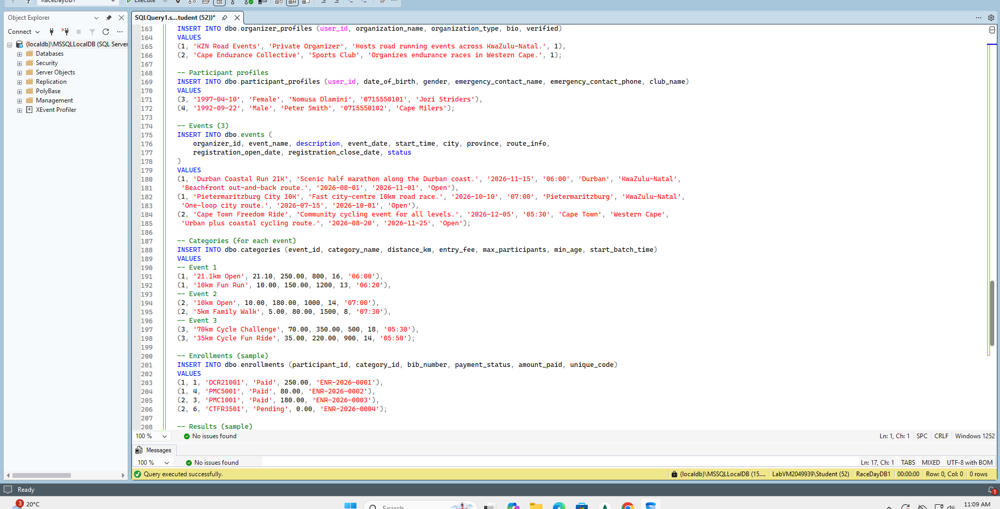 RaceDayDB1
Execute
Object Explorer
SQLQuery1.s...tudent (52))*
Connect
(localdb)\MSSQLLocalDB (SQL Server
Databases
Security
Server Objects
Replication
PolyBase
Management
XEvent Profiler
163 INSERT INTO dbo.organizer_profiles (user_id, organization_name, organization_type, bio, verified)
164 VALUES
165 (1, 'KZN Road Events', 'Private Organizer', 'Hosts road running events across KwaZulu-Natal.', 1),
166 (2, 'Cape Endurance Collective', 'Sports Club', 'Organizes endurance races in Western Cape.', 1);
167
168 -- Participant profiles
169 INSERT INTO dbo.participant_profiles (user_id, date_of_birth, gender, emergency_contact_name, emergency_contact_phone, club_name)
170 VALUES
171 (3, '1997-04-10', 'Female', 'Nomusa Dlamini', '0715550101', 'Jozi Striders'),
172 (4, '1992-09-22', 'Male', 'Peter Smith', '0715550102', 'Cape Milers');
173
174 -- Events (3)
175 INSERT INTO dbo.events (
176 organizer_id, event_name, description, event_date, start_time, city, province, route_info,
177 registration_open_date, registration_close_date, status
178 )
179 VALUES
180 (1, 'Durban Coastal Run 21K', 'Scenic half marathon along the Durban coast.', '2026-11-15', '06:00', 'Durban', 'KwaZulu-Natal',
181 'Beachfront out-and-back route.', '2026-08-01', '2026-11-01', 'Open'),
182 (1, 'Pietermaritzburg City 10K', 'Fast city-centre 10km road race.', '2026-10-10', '07:00', 'Pietermaritzburg', 'KwaZulu-Natal',
183 'One-loop city route.', '2026-07-15', '2026-10-01', 'Open'),
184 (2, 'Cape Town Freedom Ride', 'Community cycling event for all levels.', '2026-12-05', '05:30', 'Cape Town', 'Western Cape',
185 'Urban plus coastal cycling route.', '2026-08-20', '2026-11-25', 'Open');
186
187 -- Categories (for each event)
188 INSERT INTO dbo.categories (event_id, category_name, distance_km, entry_fee, max_participants, min_age, start_batch_time)
189 VALUES
190 -- Event 1
191 (1, '21.1km Open', 21.10, 250.00, 800, 16, '06:00'),
192 (1, '10km Fun Run', 10.00, 150.00, 1200, 13, '06:20'),
193 -- Event 2
194 (2, '10km Open', 10.00, 180.00, 1000, 14, '07:00'),
195 (2, '5km Family Walk', 5.00, 80.00, 1500, 8, '07:30'),
196 -- Event 3
197 (3, '70km Cycle Challenge', 70.00, 350.00, 500, 18, '05:30'),
198 (3, '35km Cycle Fun Ride', 35.00, 220.00, 900, 14, '05:50');
199
200 -- Enrollments (sample)
201 INSERT INTO dbo.enrollments (participant_id, category_id, bib_number, payment_status, amount_paid, unique_code)
202 VALUES
203 (1, 1, 'DCR21001', 'Paid', 250.00, 'ENR-2026-0001'),
204 (1, 4, 'PMC5001', 'Paid', 80.00, 'ENR-2026-0002'),
205 (2, 3, 'PMC1001', 'Paid', 180.00, 'ENR-2026-0003'),
206 (2, 6, 'CTFR3501', 'Pending', 0.00, 'ENR-2026-0004');
207
208 -- Results (sample)
100 % No issues found Ln: 1, Ch: 1 SPC CRLF Windows 1252
Messages
100 % No issues found Ln: 17, Ch: 1 TABS MIXED UTF-8 with BOM
Query executed successfully. (localdb)\MSSQLLocalDB (15.... LabVM2049939\Student (52) RaceDayDB1 00:00:00 Row: 0, Col: 0 0 rows
Ready 1
3 20°C Search 11:09 AM